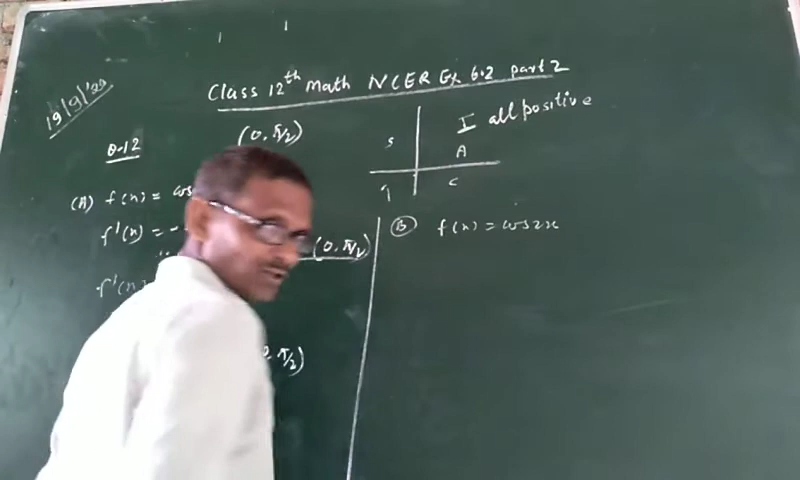 Class 12th Math NCER Ex 6.2 part 2
19/9/20
Q.12
(0, π/2)
S
I all positive
A
T
C
(A) f(x) = cos
f'(x) = -
(0, π/2)
f'(x)
(0, π/2)
(B) f(x) = cos2x